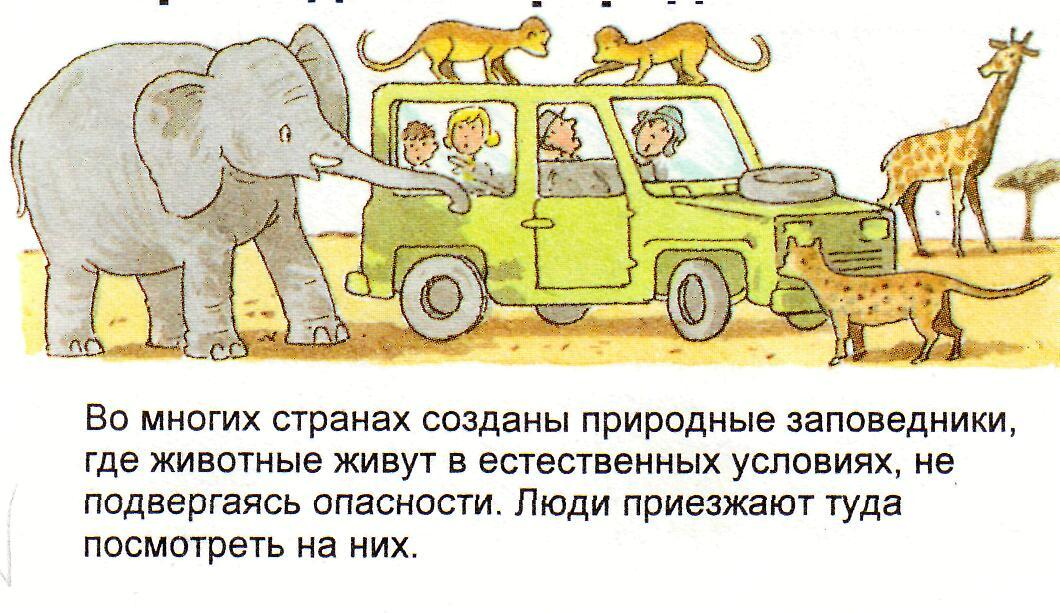 Во многих странах созданы природные заповедники,
где животные живут в естественных условиях, не
подвергаясь опасности. Люди приезжают туда
посмотреть на них.